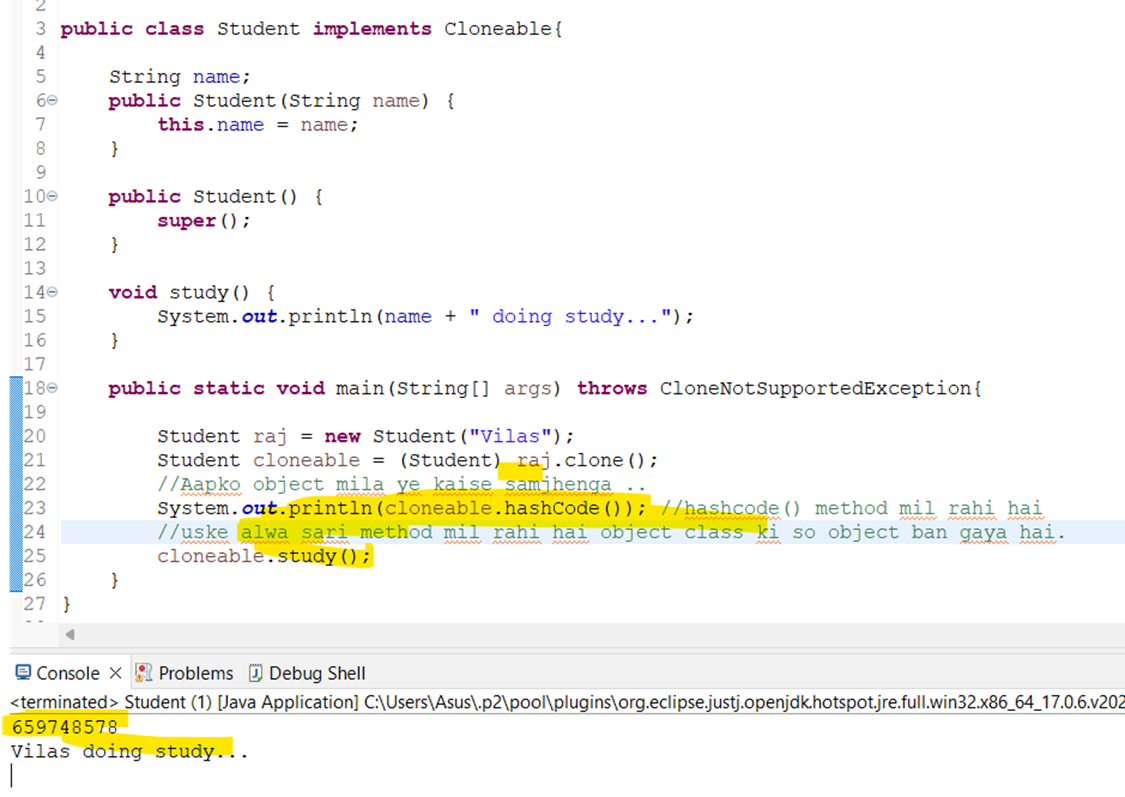 2
3 public class Student implements Cloneable{
4
5 String name;
6 public Student(String name) {
7 this.name = name;
8 }
9
10 public Student() {
11 super();
12 }
13
14 void study() {
15 System.out.println(name + " doing study...");
16 }
17
18 public static void main(String[] args) throws CloneNotSupportedException{
19
20 Student raj = new Student("Vilas");
21 Student cloneable = (Student) raj.clone();
22 //Aapko object mila ye kaise samjhenga ..
23 System.out.println(cloneable.hashCode()); //hashcode() method mil rahi hai
24 //uske alwa sari method mil rahi hai object class ki so object ban gaya hai.
25 cloneable.study();
26 }
27 }
Console Problems Debug Shell
<terminated> Student (1) [Java Application] C:\Users\Asus\.p2\pool\plugins\org.eclipse.justj.openjdk.hotspot.jre.full.win32.x86_64_17.0.6.v202
659748578
Vilas doing study...